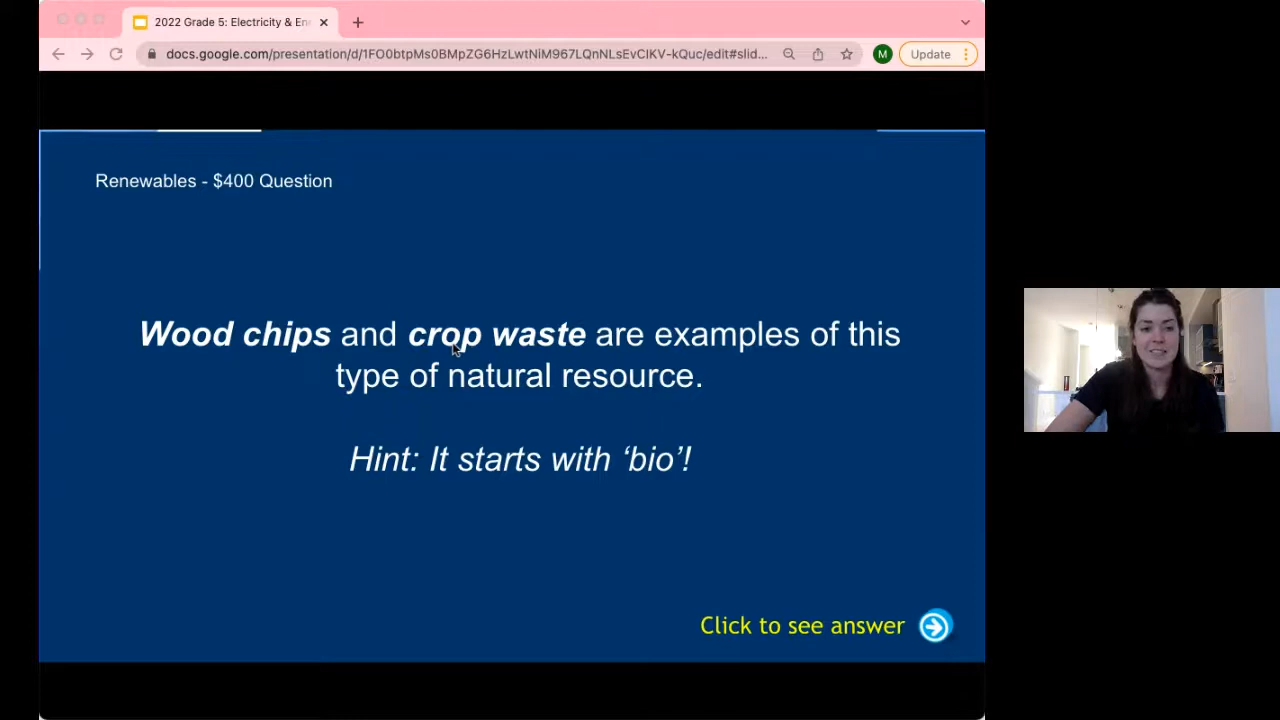 2022 Grade 5: Electricity & En
docs.google.com/presentation/d/1FO0btpMs0BMpZG6HzLwtNiM967LQnNLsEvCIKV-kQuc/edit#slid...
M
Update
Renewables - $400 Question
Wood chips and crop waste are examples of this
type of natural resource.
Hint: It starts with ‘bio’!
Click to see answer